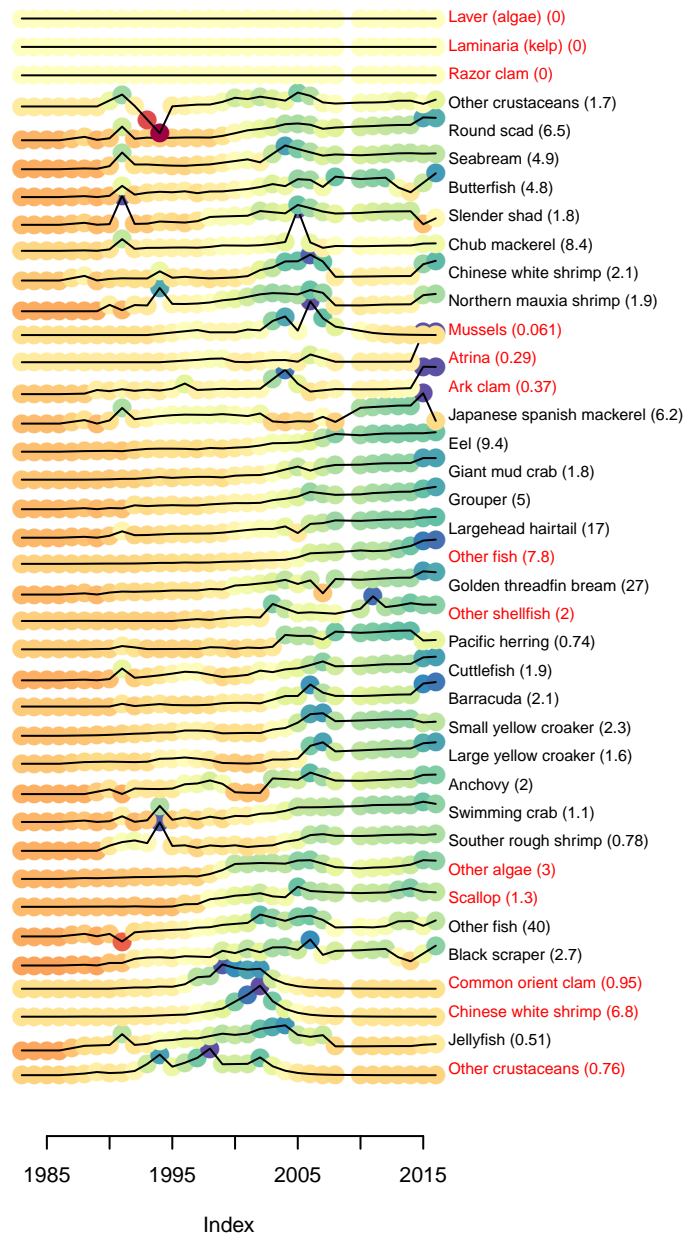 Laver (algae) (0)
Laminaria (kelp) (0)
Razor clam (0)
Other crustaceans (1.7)
Round scad (6.5)
Seabream (4.9)
Butterfish (4.8)
Slender shad (1.8)
Chub mackerel (8.4)
Chinese white shrimp (2.1)
Northern mauxia shrimp (1.9)
Mussels (0.061)
Atrina (0.29)
Ark clam (0.37)
Japanese spanish mackerel (6.2)
Eel (9.4)
Giant mud crab (1.8)
Grouper (5)
Largehead hairtail (17)
Other fish (7.8)
Golden threadfin bream (27)
Other shellfish (2)
Pacific herring (0.74)
Cuttlefish (1.9)
Barracuda (2.1)
Small yellow croaker (2.3)
Large yellow croaker (1.6)
Anchovy (2)
Swimming crab (1.1)
Souther rough shrimp (0.78)
Other algae (3)
Scallop (1.3)
Other fish (40)
Black scraper (2.7)
Common orient clam (0.95)
Chinese white shrimp (6.8)
Jellyfish (0.51)
Other crustaceans (0.76)
1985 1995 2005 2015
Index